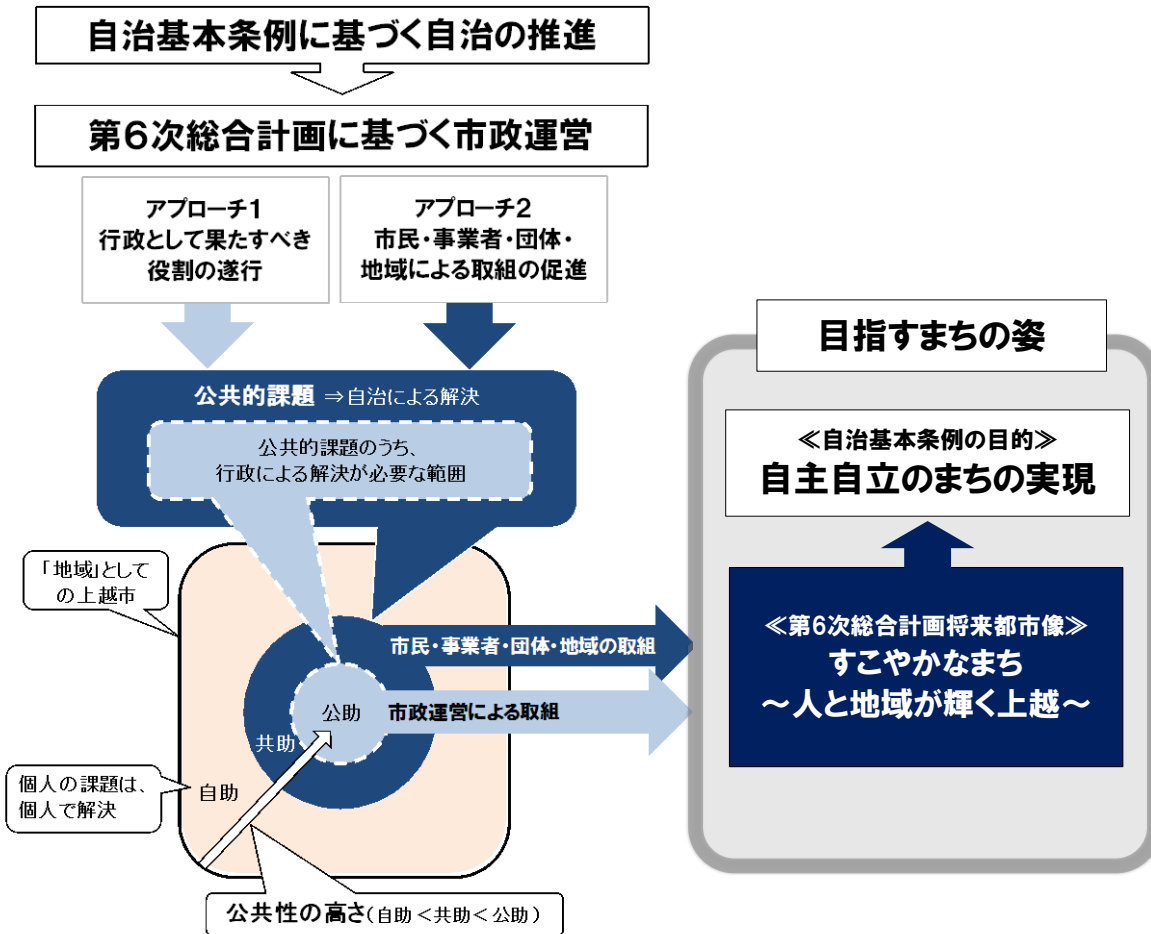 自治基本条例に基づく自治の推進
第6次総合計画に基づく市政運営
アプローチ1
行政として果たすべき
役割の遂行
アプローチ2
市民・事業者・団体・
地域による取組の促進
公共的課題 ⇒自治による解決
公共的課題のうち、
行政による解決が必要な範囲
「地域」として
の上越市
市民・事業者・団体・地域の取組
公助
市政運営による取組
共助
自助
個人の課題は、
個人で解決
公共性の高さ(自助<共助<公助)
目指すまちの姿
≪自治基本条例の目的≫
自主自立のまちの実現
≪第6次総合計画将来都市像≫
すこやかなまち
～人と地域が輝く上越～